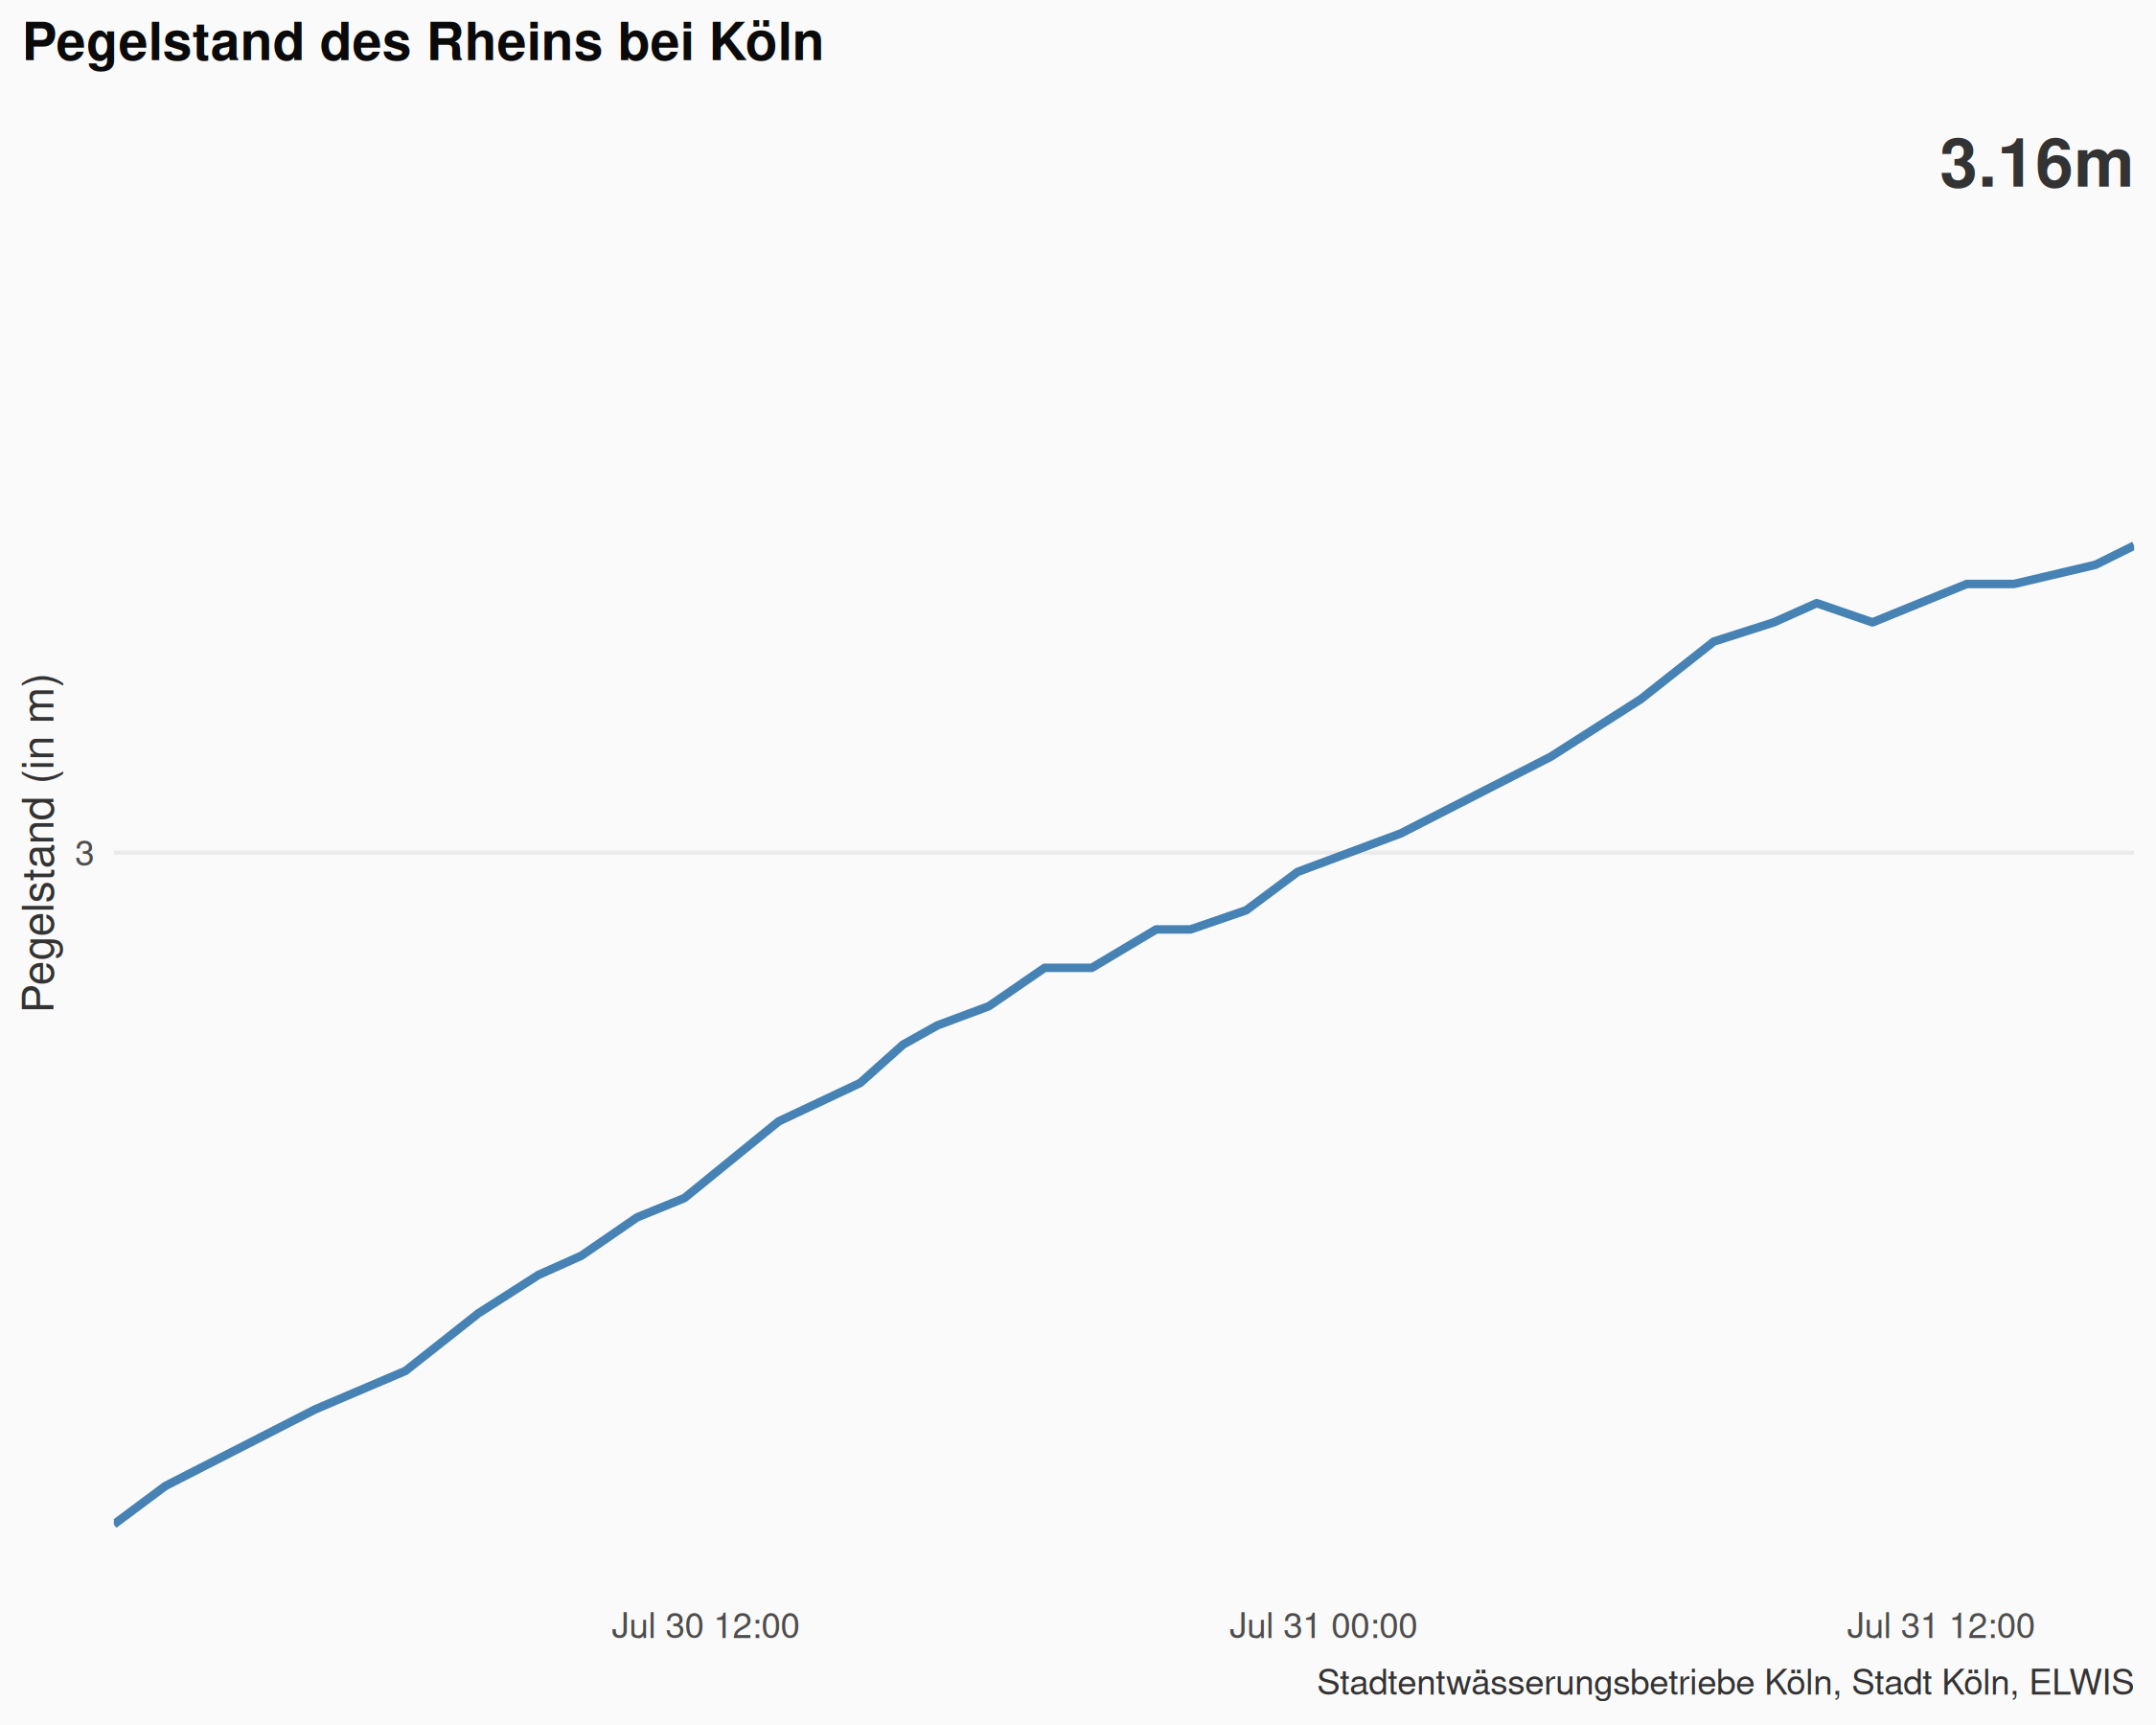 Pegelstand des Rheins bei Köln
3.16m
Pegelstand (in m)
3
Jul 30 12:00
Jul 31 00:00
Jul 31 12:00
Stadtentwässerungsbetriebe Köln, Stadt Köln, ELWIS